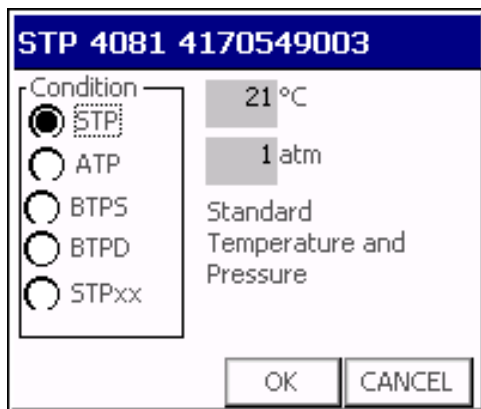 STP 4081 4170549003
Condition
STP
ATP
BTPS
BTPD
STPxx
21 °C
1 atm
Standard
Temperature and
Pressure
OK
CANCEL